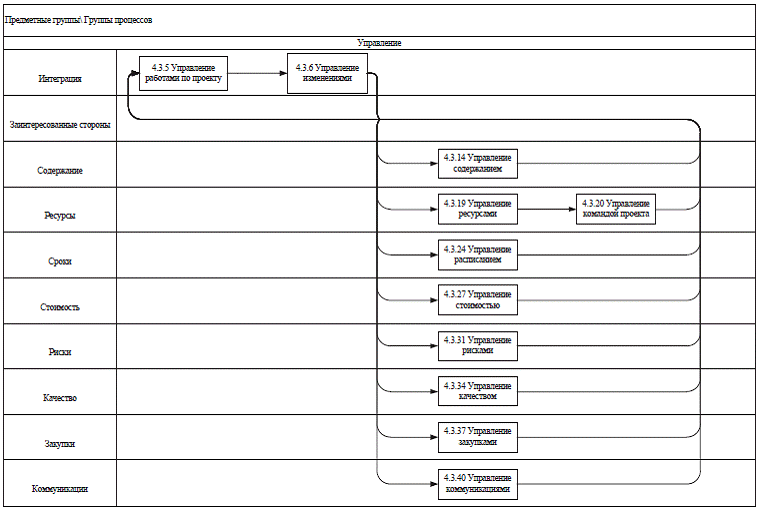 Предметные группы\ Группы процессов
Управление
Интеграция
4.3.5 Управление
работами по проекту
4.3.6 Управление
изменениями
Заинтересованные стороны
Содержание
4.3.14 Управление
содержанием
Ресурсы
4.3.19 Управление
ресурсами
4.3.20 Управление
командой проекта
Сроки
4.3.24 Управление
расписанием
Стоимость
4.3.27 Управление
стоимостью
Риски
4.3.31 Управление
рисками
Качество
4.3.34 Управление
качеством
Закупки
4.3.37 Управление
закупками
Коммуникации
4.3.40 Управление
коммуникациями